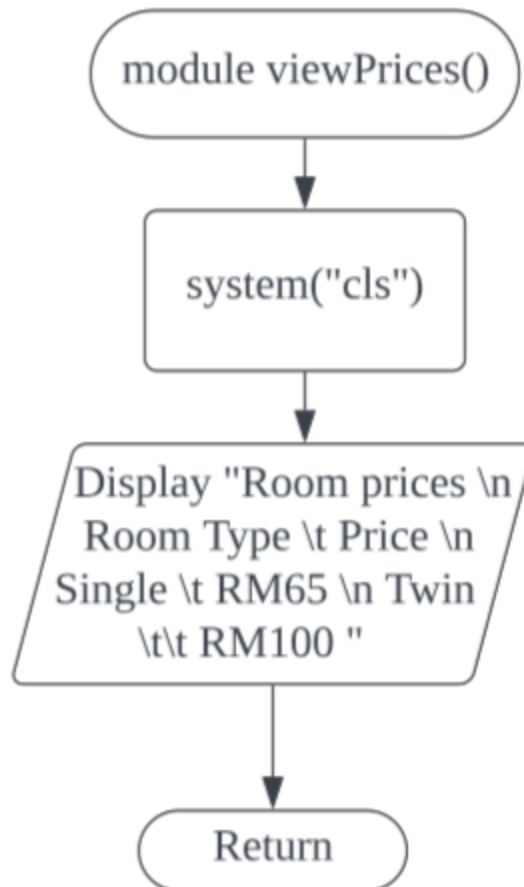 module viewPrices()
system("cls")
Display "Room prices \n
Room Type \t Price \n
Single \t RM65 \n Twin
\t\t RM100 "
Return